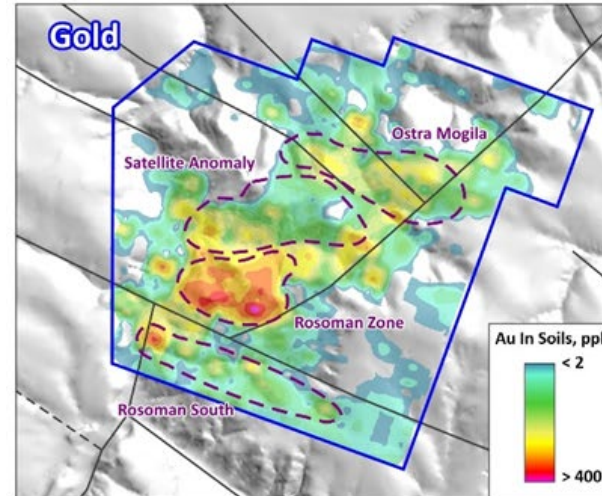 Gold
Ostra Mogila
Satellite Anomaly
Rosoman Zone
Rosoman South
Au In Soils, ppb
< 2
> 400